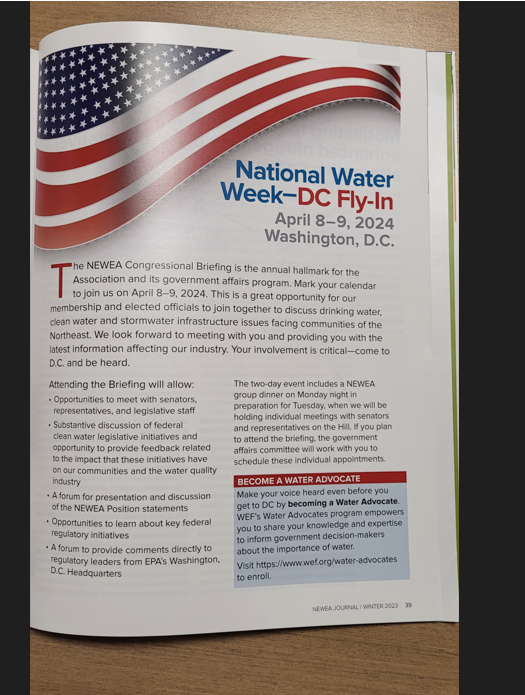 National Water
Week–DC Fly-In
April 8–9, 2024
Washington, D.C.
The NEWEA Congressional Briefing is the annual hallmark for the
Association and its government affairs program. Mark your calendar
to join us on April 8–9, 2024. This is a great opportunity for our
membership and elected officials to join together to discuss drinking water,
clean water and stormwater infrastructure issues facing communities of the
Northeast. We look forward to meeting with you and providing you with the
latest information affecting our industry. Your involvement is critical—come to
D.C. and be heard.
Attending the Briefing will allow:
• Opportunities to meet with senators,
representatives, and legislative staff
• Substantive discussion of federal
clean water legislative initiatives and
opportunity to provide feedback related
to the impact that these initiatives have
on our communities and the water quality
industry
• A forum for presentation and discussion
of the NEWEA Position statements
• Opportunities to learn about key federal
regulatory initiatives
• A forum to provide comments directly to
regulatory leaders from EPA's Washington,
D.C. Headquarters
The two-day event includes a NEWEA
group dinner on Monday night in
preparation for Tuesday, when we will be
holding individual meetings with senators
and representatives on the Hill. If you plan
to attend the briefing, the government
affairs committee will work with you to
schedule these individual appointments.
BECOME A WATER ADVOCATE
Make your voice heard even before you
get to DC by becoming a Water Advocate.
WEF's Water Advocates program empowers
you to share your knowledge and expertise
to inform government decision-makers
about the importance of water.
Visit https://www.wef.org/water-advocates
to enroll.
NEWEA JOURNAL / WINTER 2023 39